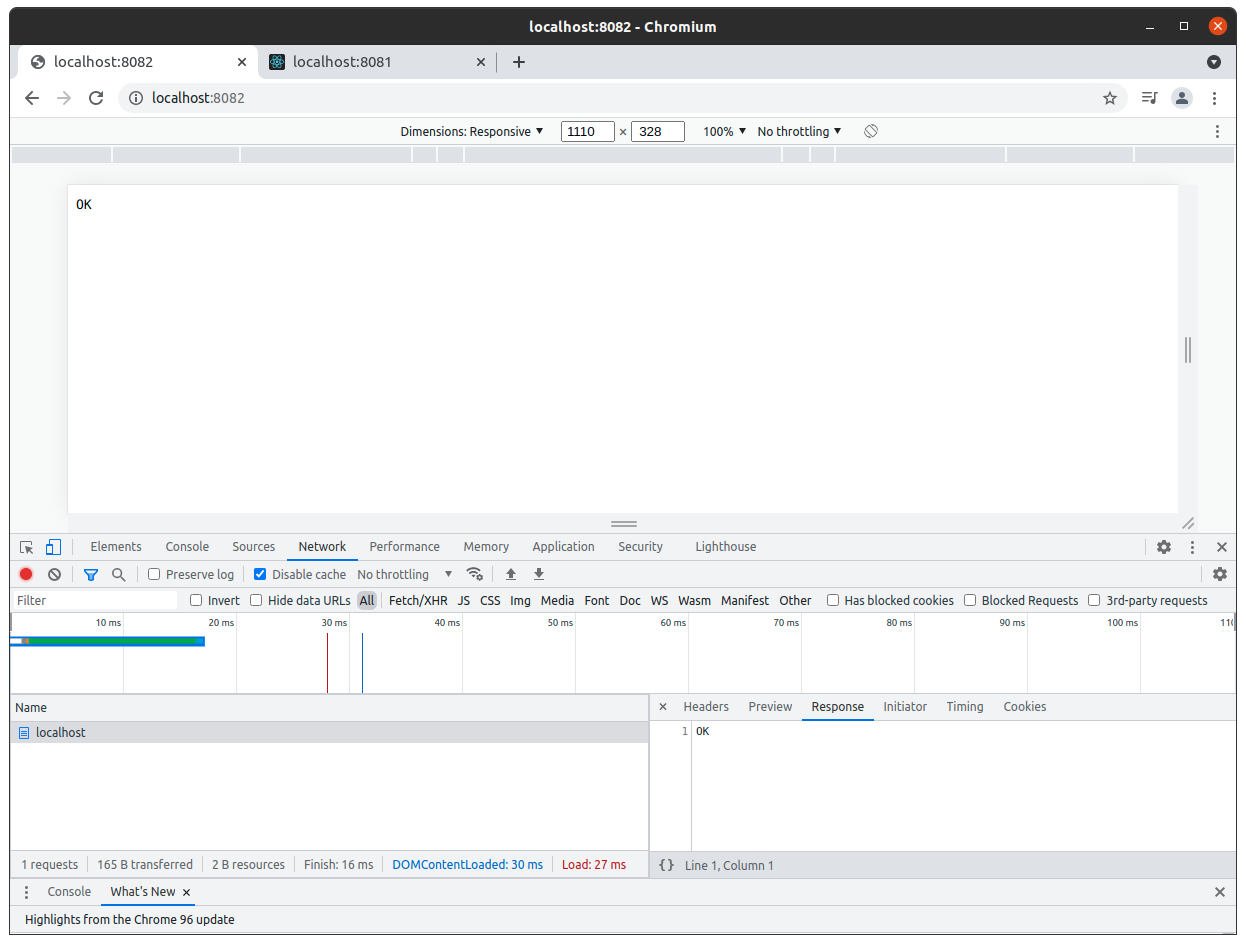 localhost:8082 - Chromium
localhost:8082 localhost:8081
localhost:8082
Dimensions: Responsive 1110 × 328 100% No throttling
OK
Elements Console Sources Network Performance Memory Application Security Lighthouse
Preserve log Disable cache No throttling
Filter Invert Hide data URLs All Fetch/XHR JS CSS Img Media Font Doc WS Wasm Manifest Other Has blocked cookies Blocked Requests 3rd-party requests
10 ms 20 ms 30 ms 40 ms 50 ms 60 ms 70 ms 80 ms 90 ms 100 ms
Name × Headers Preview Response Initiator Timing Cookies
localhost 1 OK
1 requests 165 B transferred 2 B resources Finish: 16 ms DOMContentLoaded: 30 ms Load: 27 ms {} Line 1, Column 1
Console What's New ×
Highlights from the Chrome 96 update